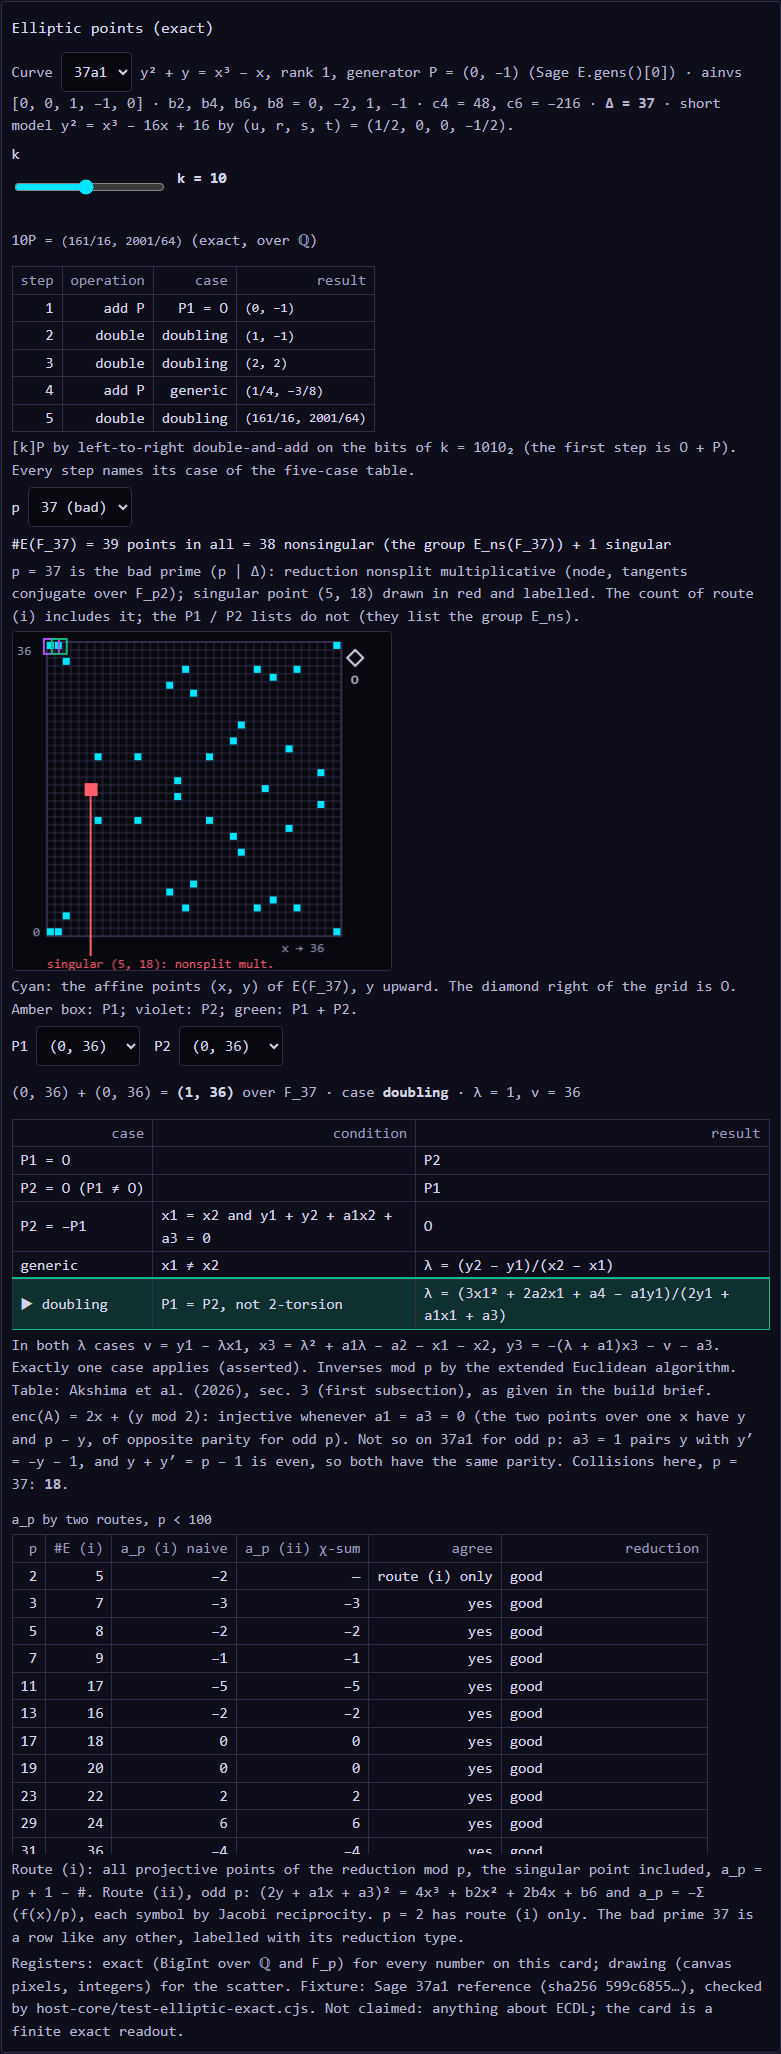 Elliptic points (exact)
Curve 37a1 y² + y = x³ − x, rank 1, generator P = (0, −1) (Sage E.gens()[0]) · ainvs
[0, 0, 1, −1, 0] · b2, b4, b6, b8 = 0, −2, 1, −1 · c4 = 48, c6 = −216 · Δ = 37 · short
model y² = x³ − 16x + 16 by (u, r, s, t) = (1/2, 0, 0, −1/2).
k
k = 10
10P = (161/16, 2001/64) (exact, over ℚ)
step operation case result
1 add P P1 = O (0, −1)
2 double doubling (1, −1)
3 double doubling (2, 2)
4 add P generic (1/4, −3/8)
5 double doubling (161/16, 2001/64)
[k]P by left-to-right double-and-add on the bits of k = 1010₂ (the first step is O + P).
Every step names its case of the five-case table.
p 37 (bad)
#E(F_37) = 39 points in all = 38 nonsingular (the group E_ns(F_37)) + 1 singular
p = 37 is the bad prime (p | Δ): reduction nonsplit multiplicative (node, tangents
conjugate over F_p2); singular point (5, 18) drawn in red and labelled. The count of route
(i) includes it; the P1 / P2 lists do not (they list the group E_ns).
36
O
0
x → 36
singular (5, 18): nonsplit mult.
Cyan: the affine points (x, y) of E(F_37), y upward. The diamond right of the grid is O.
Amber box: P1; violet: P2; green: P1 + P2.
P1 (0, 36) P2 (0, 36)
(0, 36) + (0, 36) = (1, 36) over F_37 · case doubling · λ = 1, ν = 36
case condition result
P1 = O P2
P2 = O (P1 ≠ O) P1
P2 = −P1 x1 = x2 and y1 + y2 + a1x2 + a3 = 0 O
generic x1 ≠ x2 λ = (y2 − y1)/(x2 − x1)
▶ doubling P1 = P2, not 2-torsion λ = (3x1² + 2a2x1 + a4 − a1y1)/(2y1 + a1x1 + a3)
In both λ cases ν = y1 − λx1, x3 = λ² + a1λ − a2 − x1 − x2, y3 = −(λ + a1)x3 − ν − a3.
Exactly one case applies (asserted). Inverses mod p by the extended Euclidean algorithm.
Table: Akshima et al. (2026), sec. 3 (first subsection), as given in the build brief.
enc(A) = 2x + (y mod 2): injective whenever a1 = a3 = 0 (the two points over one x have y
and p − y, of opposite parity for odd p). Not so on 37a1 for odd p: a3 = 1 pairs y with y’
= −y − 1, and y + y’ = p − 1 is even, so both have the same parity. Collisions here, p =
37: 18.
a_p by two routes, p < 100
p #E (i) a_p (i) naive a_p (ii) χ-sum agree reduction
2 5 −2 — route (i) only good
3 7 −3 −3 yes good
5 8 −2 −2 yes good
7 9 −1 −1 yes good
11 17 −5 −5 yes good
13 16 −2 −2 yes good
17 18 0 0 yes good
19 20 0 0 yes good
23 22 2 2 yes good
29 24 6 6 yes good
31 36 −4 −4 yes good
Route (i): all projective points of the reduction mod p, the singular point included, a_p =
p + 1 − #. Route (ii), odd p: (2y + a1x + a3)² = 4x³ + b2x² + 2b4x + b6 and a_p = −Σ
(f(x)/p), each symbol by Jacobi reciprocity. p = 2 has route (i) only. The bad prime 37 is
a row like any other, labelled with its reduction type.
Registers: exact (BigInt over ℚ and F_p) for every number on this card; drawing (canvas
pixels, integers) for the scatter. Fixture: Sage 37a1 reference (sha256 599c6855…), checked
by host-core/test-elliptic-exact.cjs. Not claimed: anything about ECDL; the card is a
finite exact readout.